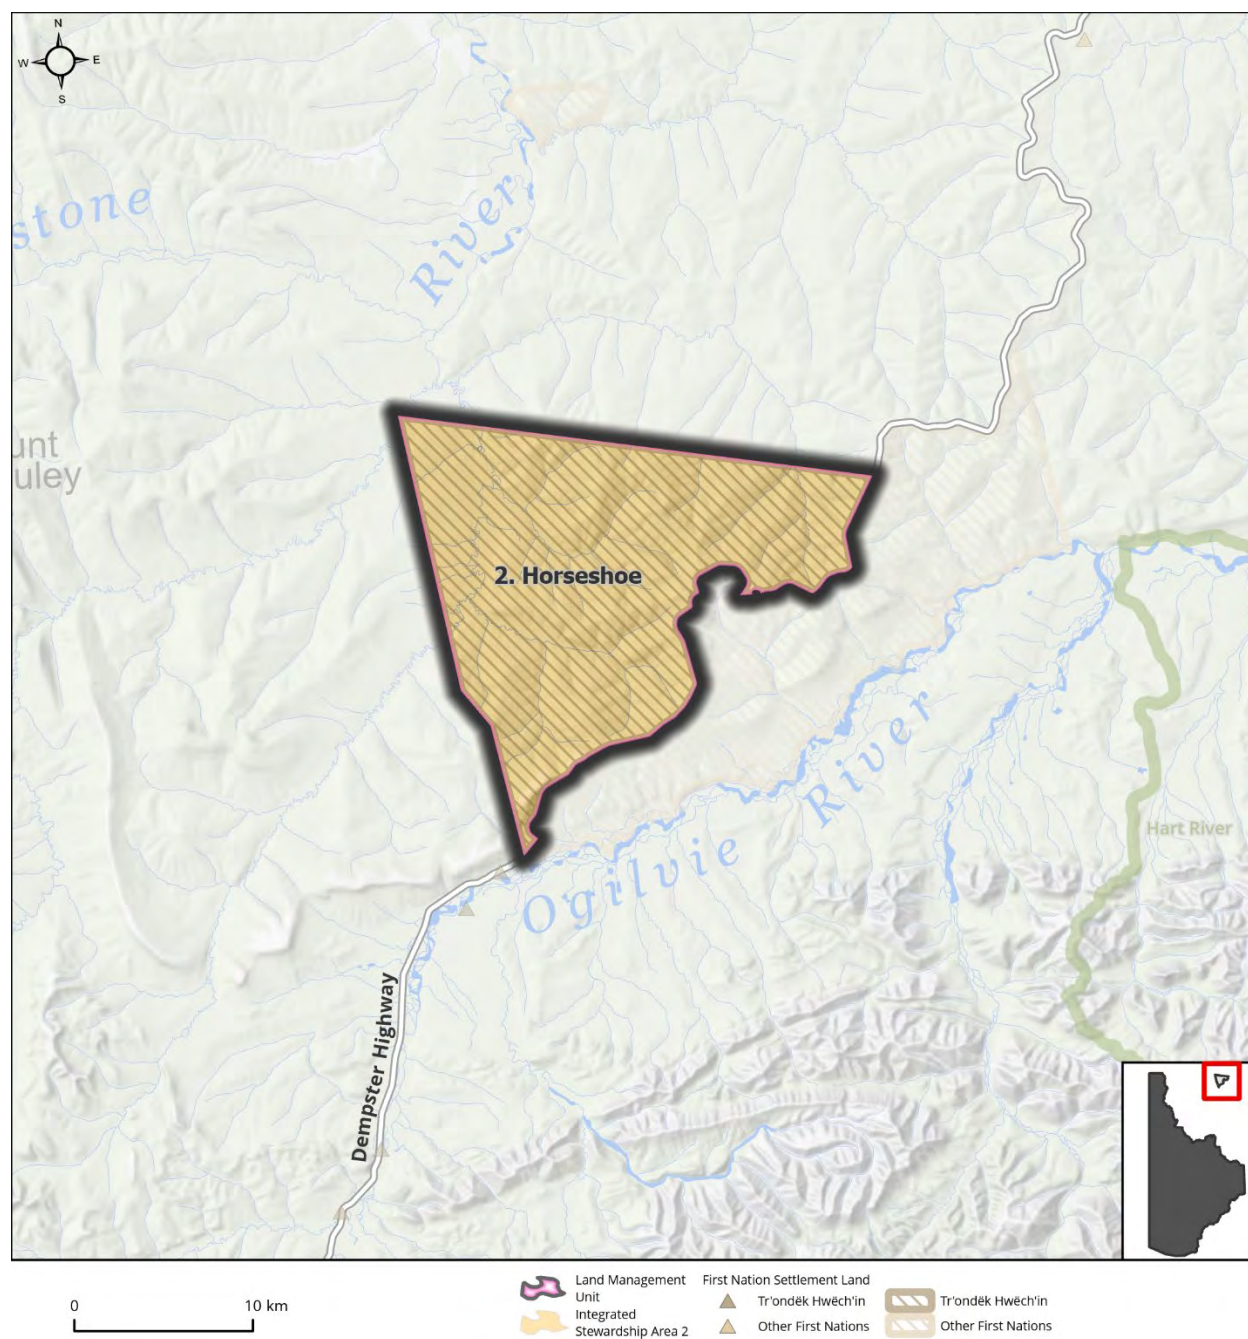 N
W E
S
stone
River
unt
uley
2. Horseshoe
Ogilvie River
Hart River
Dempster Highway
0 10 km
Land Management
Unit
Integrated
Stewardship Area 2
First Nation Settlement Land
Tr'ondëk Hwëch'in
Other First Nations
Tr'ondëk Hwëch'in
Other First Nations